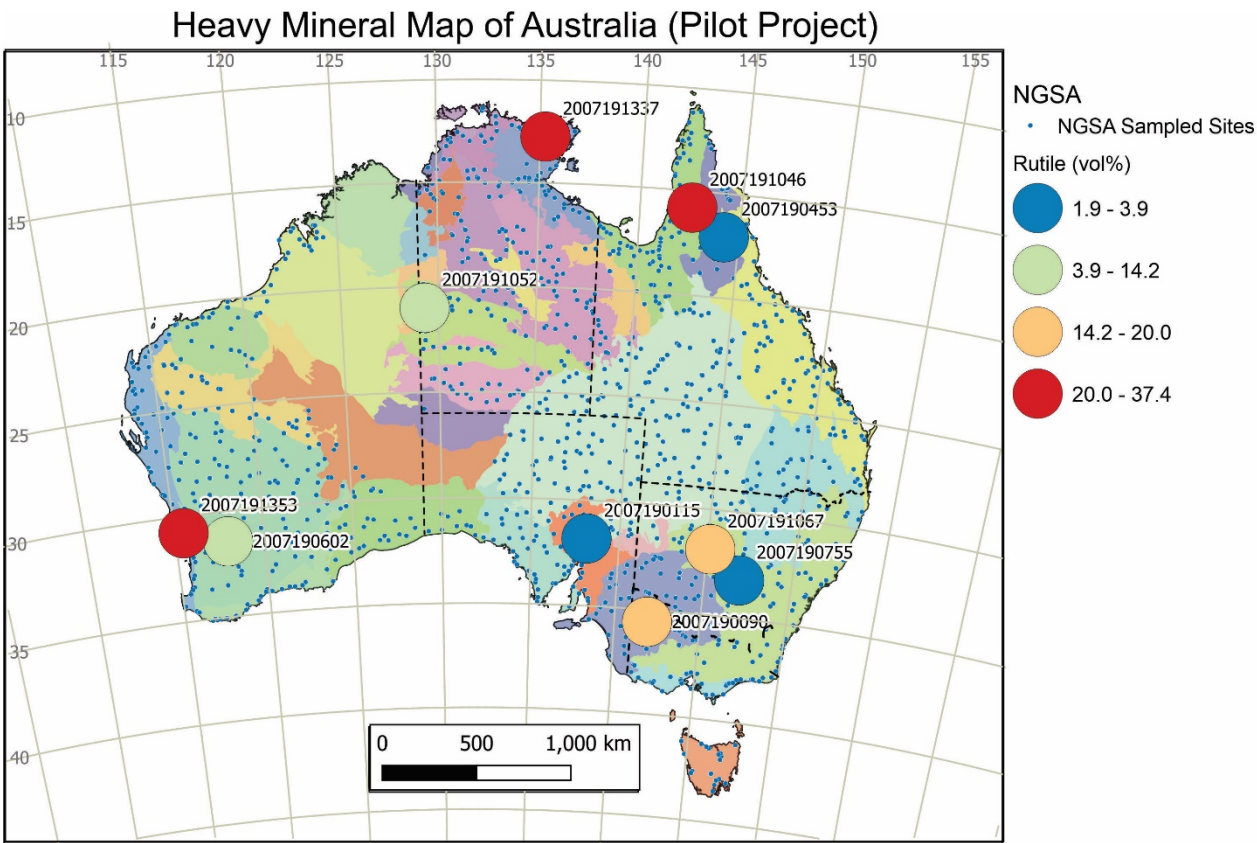 Heavy Mineral Map of Australia (Pilot Project)
115 120 125 130 135 140 145 150 155
10
15
20
25
30
35
40
2007191337
2007191046
2007190453
2007191052
2007191353
2007190602
2007190115
2007191067
2007190755
2007190090
0 500 1,000 km
NGSA
NGSA Sampled Sites
Rutile (vol%)
1.9 - 3.9
3.9 - 14.2
14.2 - 20.0
20.0 - 37.4